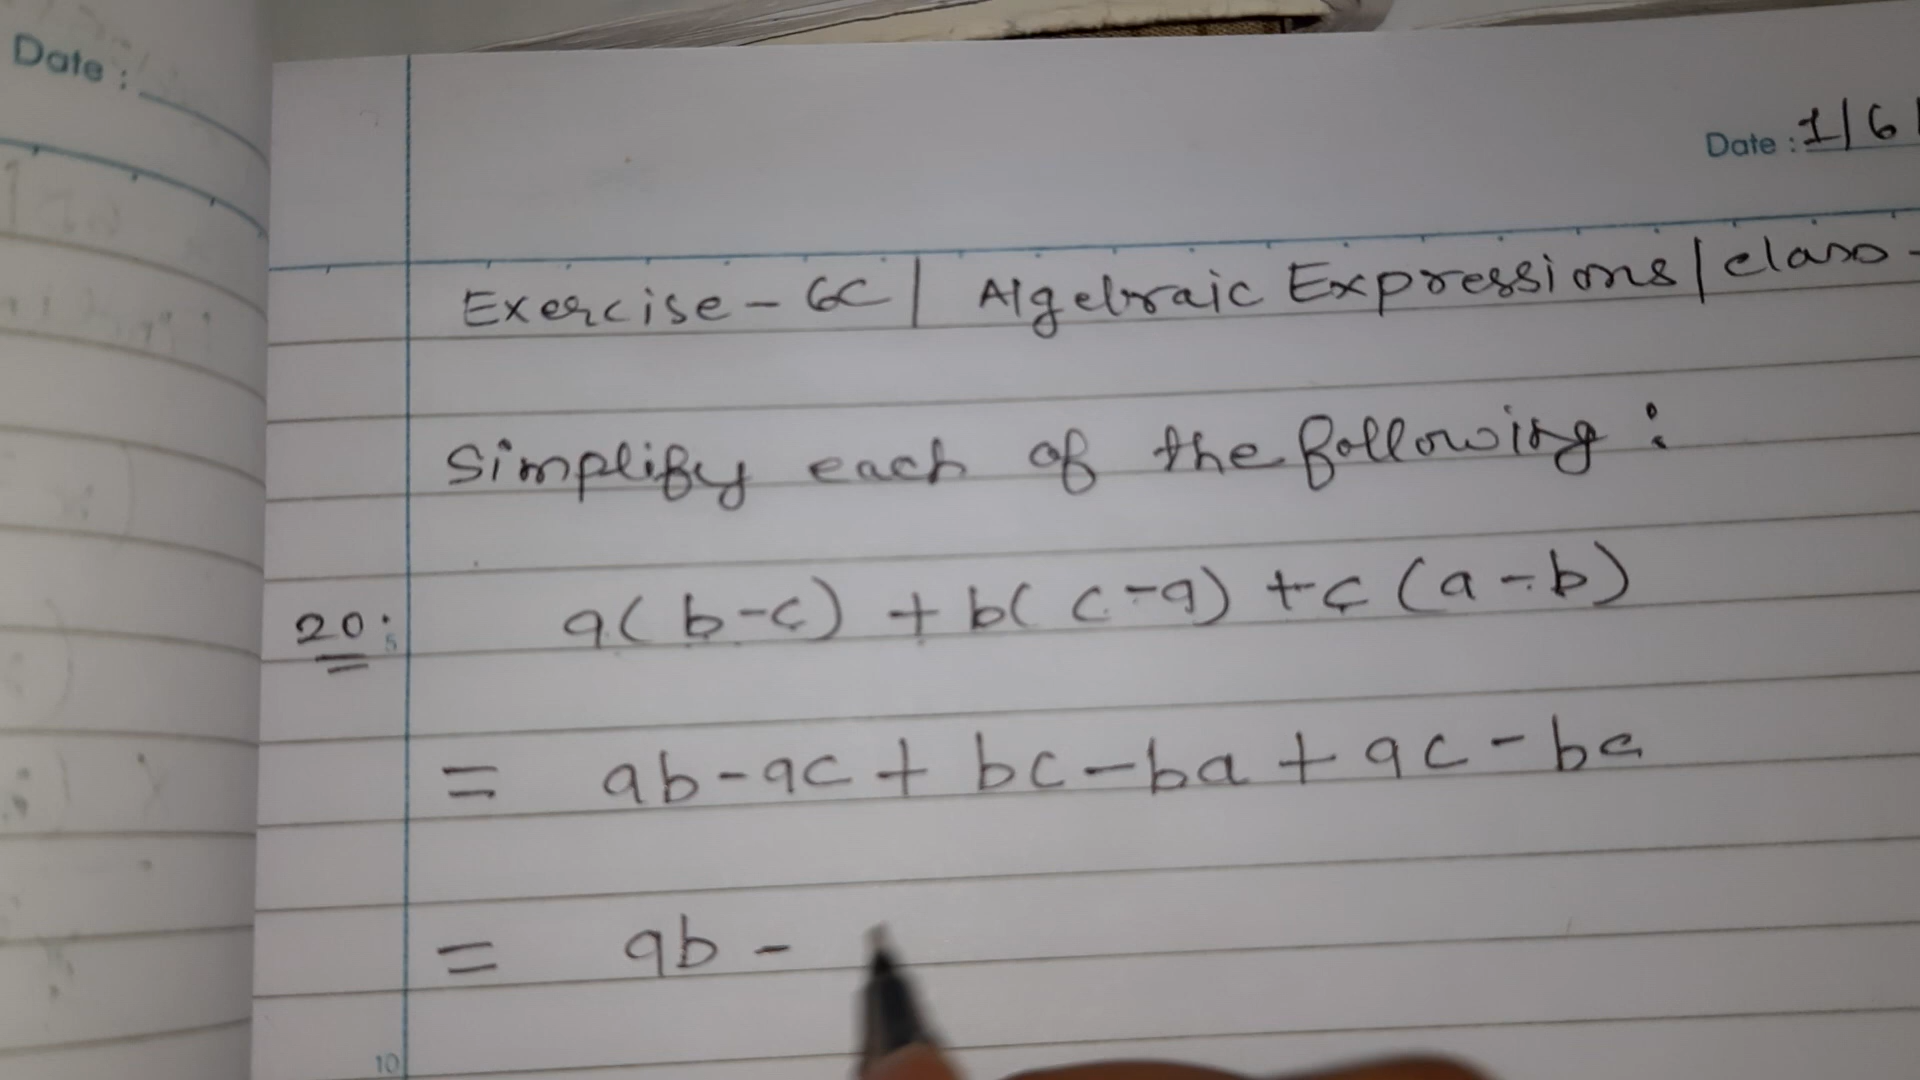 Date :
Date : 1/6/
Exercise - 6C | Algebraic Expressions / class -
Simplify each of the following :
20: a(b-c) + b(c-a) + c(a-b)
= ab - ac + bc - ba + ac - bc
= ab -
5
10